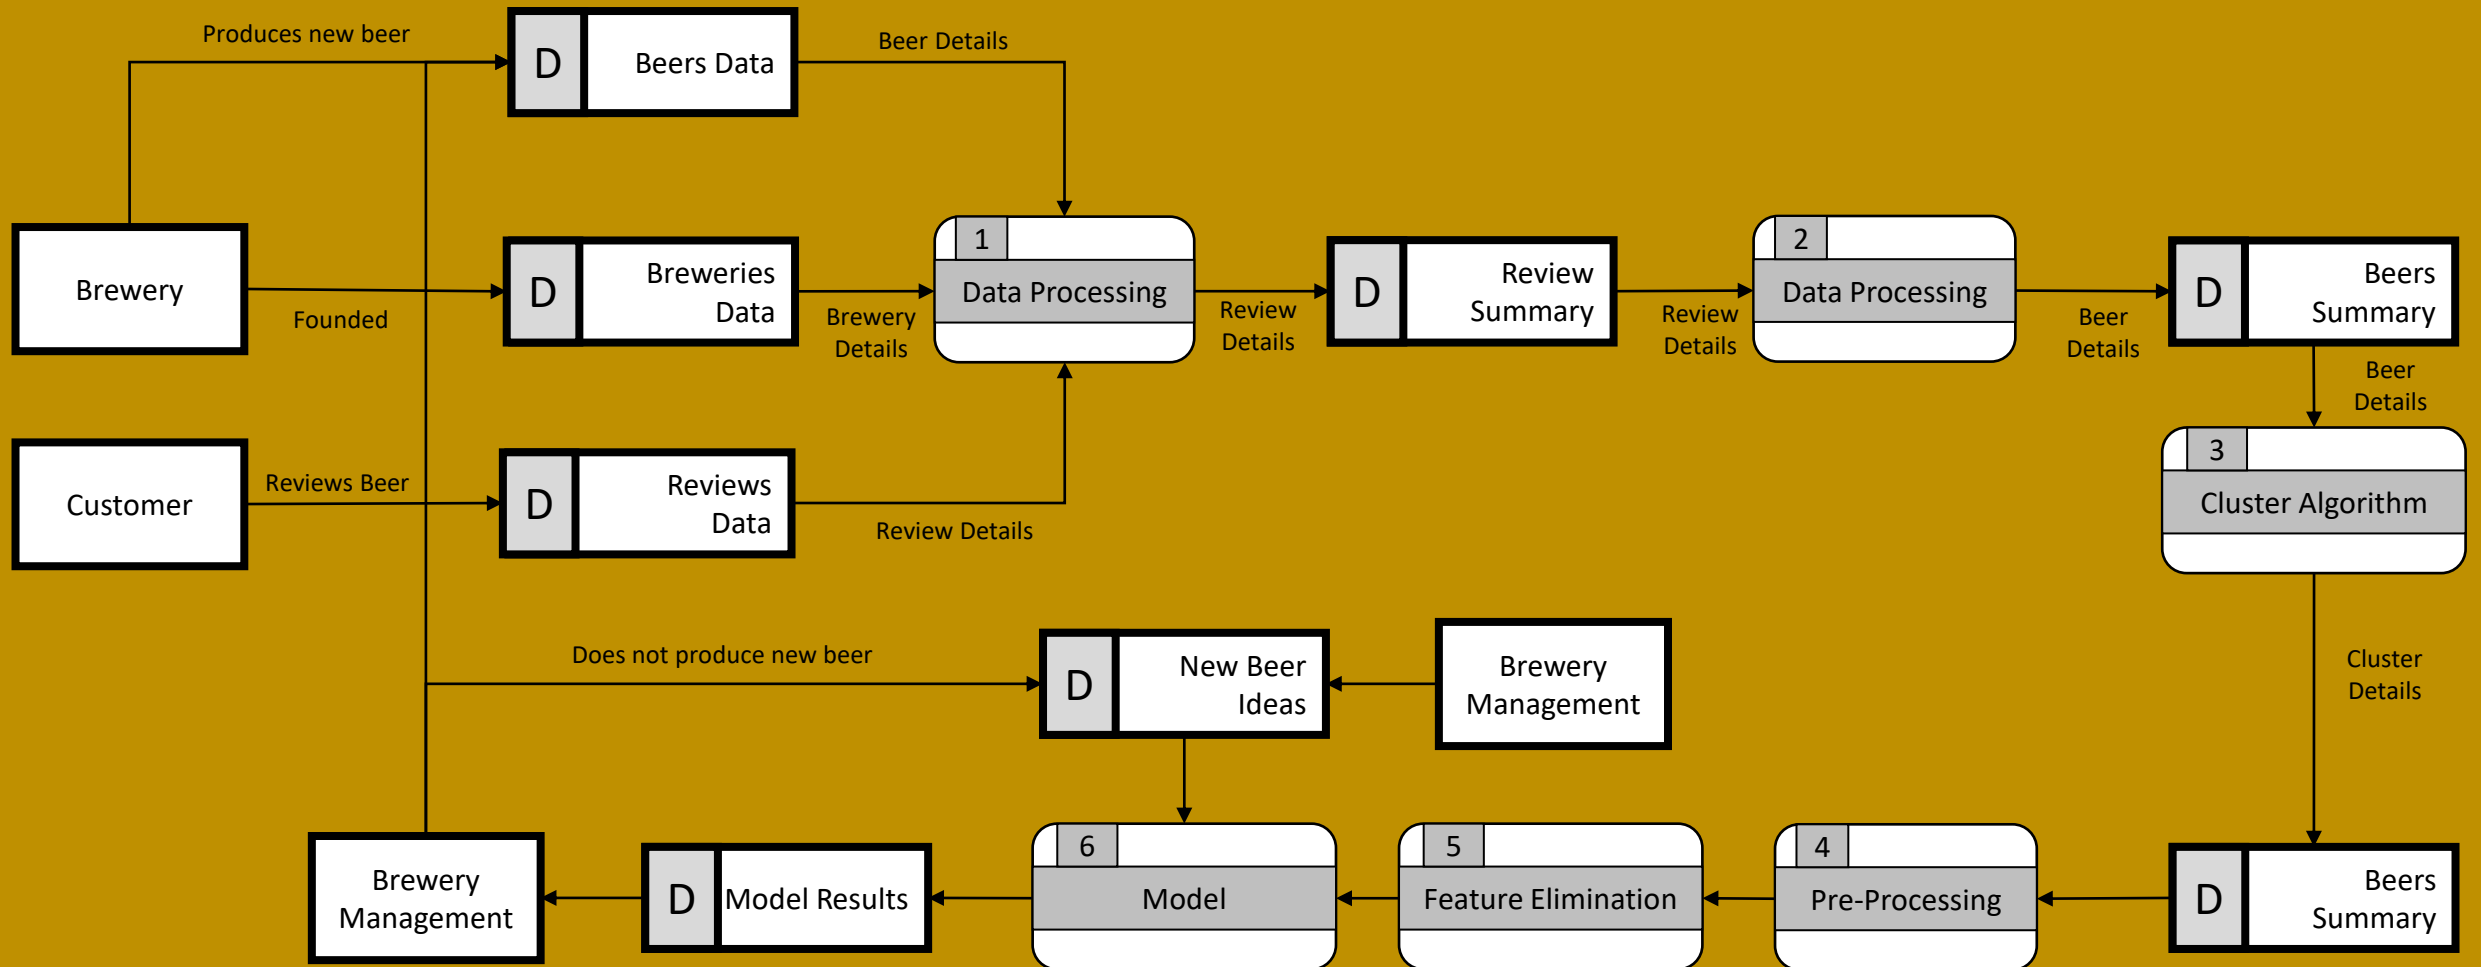 Produces new beer
D
Beers Data
Beer Details
Brewery
Founded
D
Breweries
Data
Brewery
Details
1
Data Processing
Review
Details
D
Review
Summary
Review
Details
2
Data Processing
Beer
Details
D
Beers
Summary
Beer
Details
Customer
Reviews Beer
D
Reviews
Data
Review Details
3
Cluster Algorithm
Cluster
Details
Does not produce new beer
D
New Beer
Ideas
Brewery
Management
Brewery
Management
D
Model Results
6
Model
5
Feature Elimination
4
Pre-Processing
D
Beers
Summary